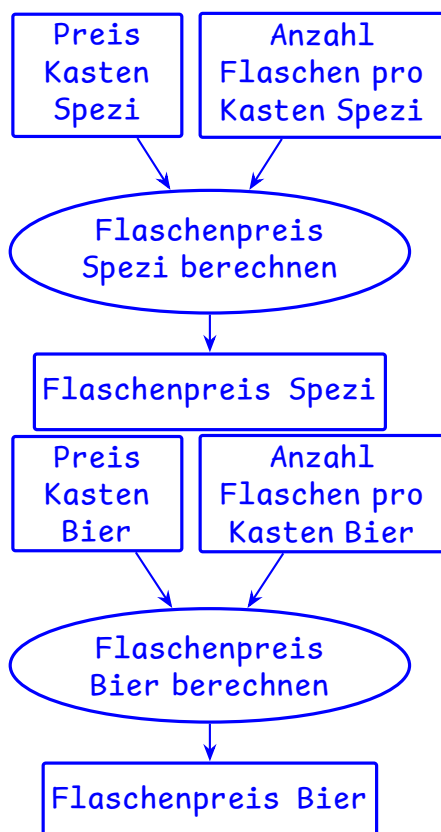 Preis
Kasten
Spezi
Anzahl
Flaschen pro
Kasten Spezi
Flaschenpreis
Spezi berechnen
Flaschenpreis Spezi
Preis
Kasten
Bier
Anzahl
Flaschen pro
Kasten Bier
Flaschenpreis
Bier berechnen
Flaschenpreis Bier